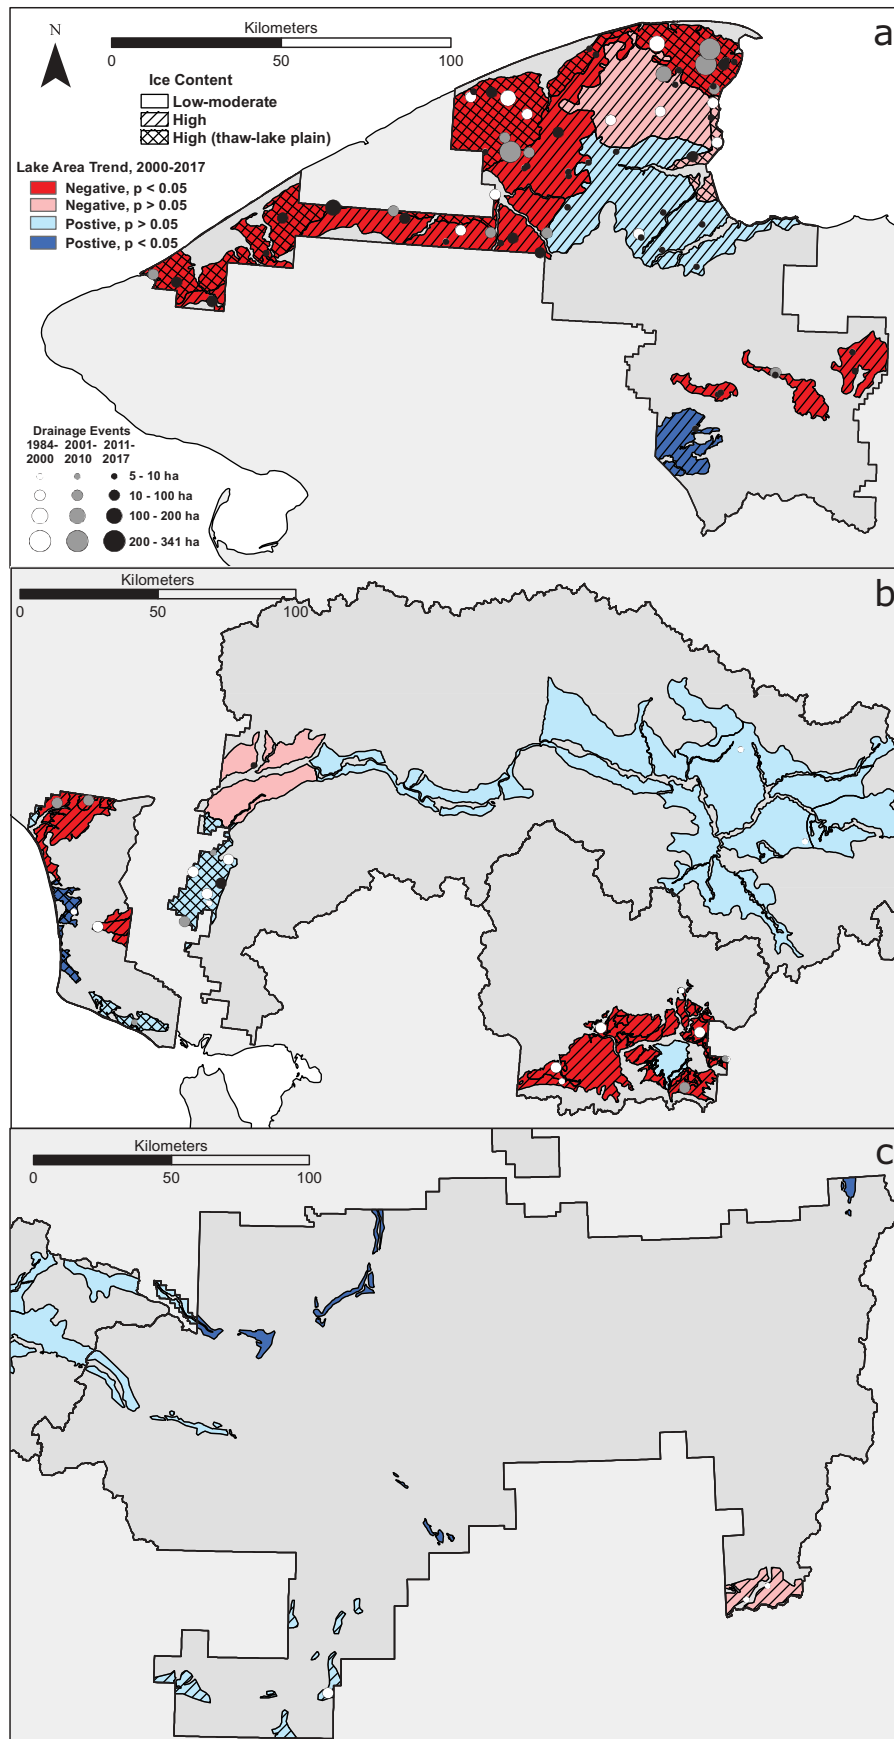 Kilometers
a
N
0
50
100
Ice Content
Low-moderate
High
High (thaw-lake plain)
Lake Area Trend, 2000-2017
Negative, p < 0.05
Negative, p > 0.05
Postive, p > 0.05
Postive, p < 0.05
Drainage Events
1984-2000
2001-2010
2011-2017
5 - 10 ha
10 - 100 ha
100 - 200 ha
200 - 341 ha
Kilometers
b
0
50
100
Kilometers
c
0
50
100